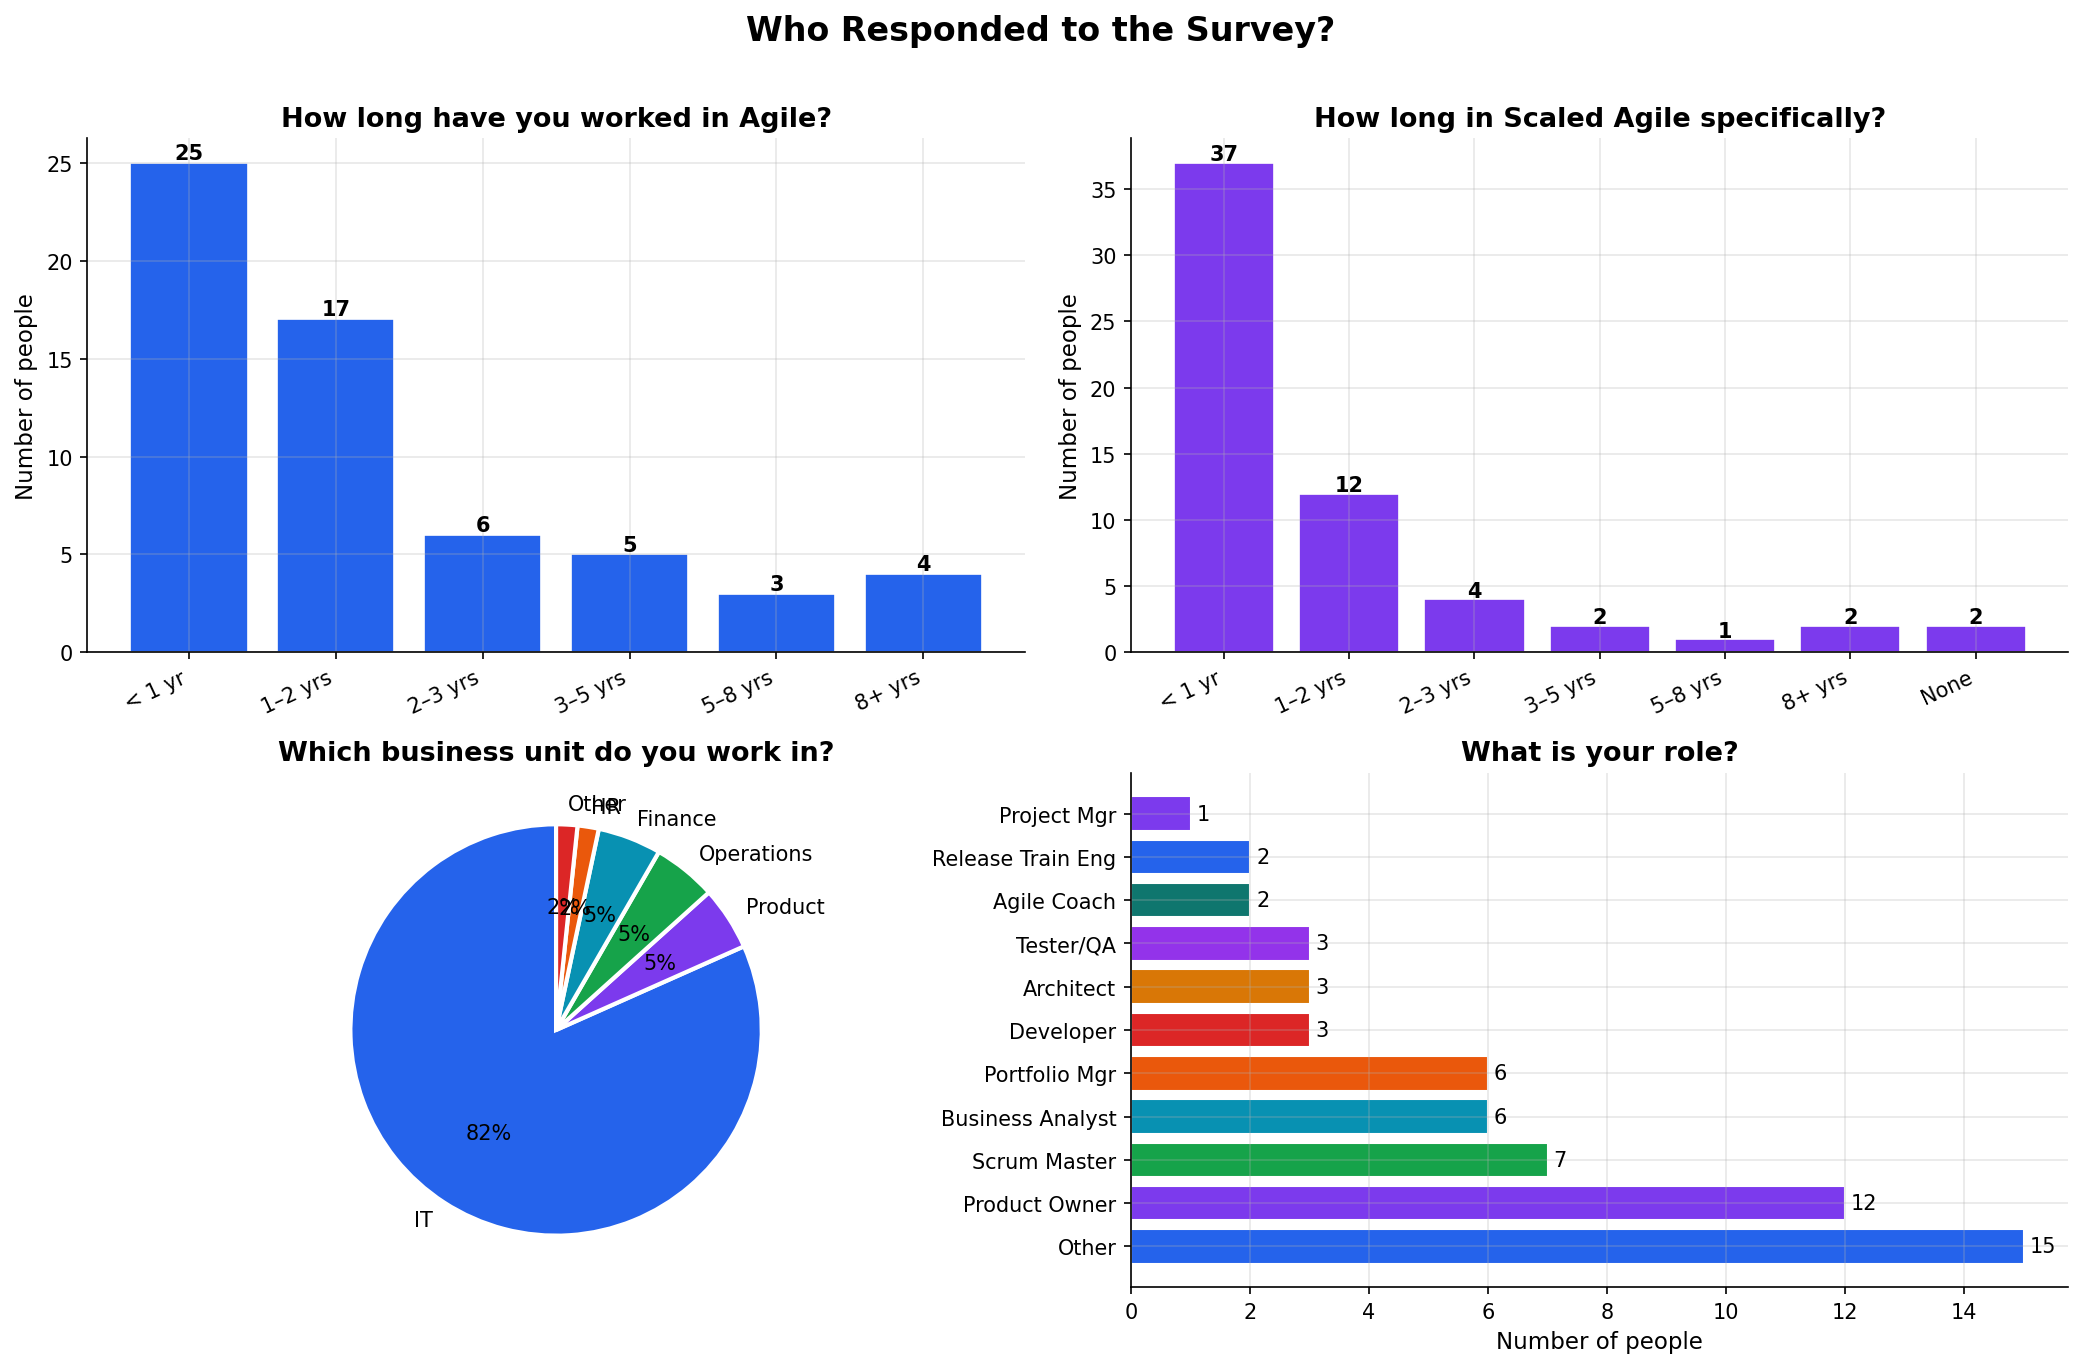 Who Responded to the Survey?
How long have you worked in Agile?
Number of people
25
20
15
10
5
0
25
17
6
5
3
4
< 1 yr
1–2 yrs
2–3 yrs
3–5 yrs
5–8 yrs
8+ yrs
How long in Scaled Agile specifically?
Number of people
35
30
25
20
15
10
5
0
37
12
4
2
1
2
2
< 1 yr
1–2 yrs
2–3 yrs
3–5 yrs
5–8 yrs
8+ yrs
None
Which business unit do you work in?
Other
HR
Finance
Operations
Product
IT
2%
2%
5%
5%
5%
82%
What is your role?
Project Mgr 1
Release Train Eng 2
Agile Coach 2
Tester/QA 3
Architect 3
Developer 3
Portfolio Mgr 6
Business Analyst 6
Scrum Master 7
Product Owner 12
Other 15
0 2 4 6 8 10 12 14
Number of people